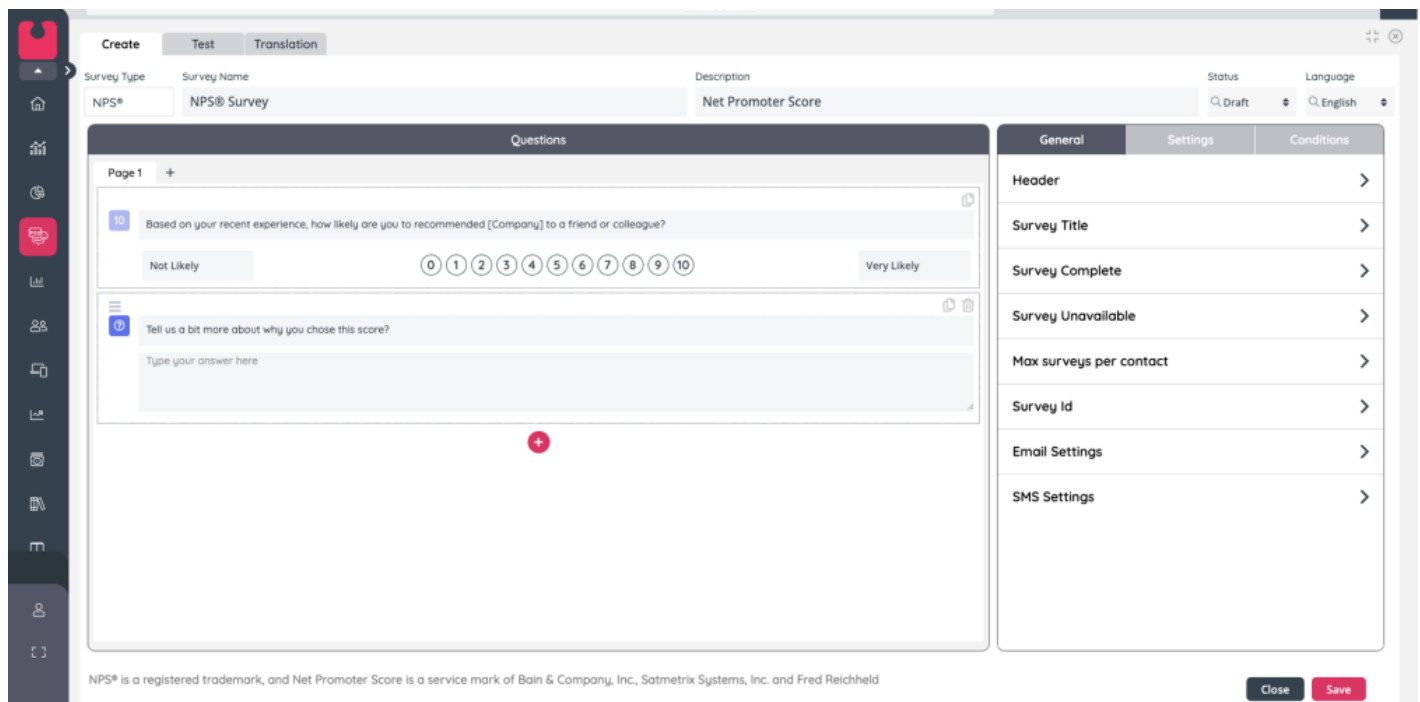 Create Test Translation
Survey Type Survey Name Description Status Language
NPS® NPS® Survey Net Promoter Score Draft English
Questions
General Settings Conditions
Page 1 +
10 Based on your recent experience, how likely are you to recommended [Company] to a friend or colleague?
Not Likely 0 1 2 3 4 5 6 7 8 9 10 Very Likely
Tell us a bit more about why you chose this score?
Type your answer here
Header
Survey Title
Survey Complete
Survey Unavailable
Max surveys per contact
Survey Id
Email Settings
SMS Settings
NPS® is a registered trademark, and Net Promoter Score is a service mark of Bain & Company, Inc., Satmetrix Systems, Inc. and Fred Reichheld
Close Save